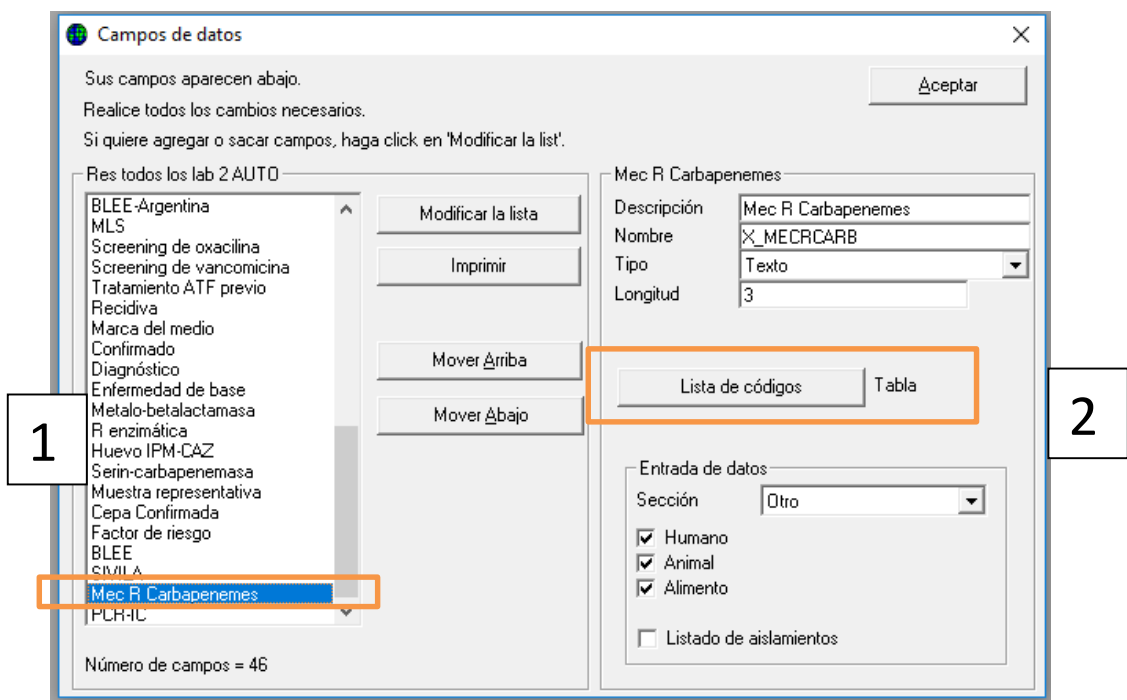 Campos de datos
Sus campos aparecen abajo.
Realice todos los cambios necesarios.
Si quiere agregar o sacar campos, haga click en 'Modificar la list'.
Aceptar
Res todos los lab 2 AUTO
BLEE-Argentina
MLS
Screening de oxacilina
Screening de vancomicina
Tratamiento ATF previo
Recidiva
Marca del medio
Confirmado
Diagnóstico
Enfermedad de base
Metalo-betalactamasa
R enzimática
Huevo IPM-CAZ
Serin-carbapenemasa
Muestra representativa
Cepa Confirmada
Factor de riesgo
BLEE
SIVILA
Mec R Carbapenemes
PCR-IC
Número de campos = 46
1
Modificar la lista
Imprimir
Mover Arriba
Mover Abajo
Mec R Carbapenemes
Descripción Mec R Carbapenemes
Nombre X_MECRCARB
Tipo Texto
Longitud 3
Lista de códigos Tabla
2
Entrada de datos
Sección Otro
Humano
Animal
Alimento
Listado de aislamientos